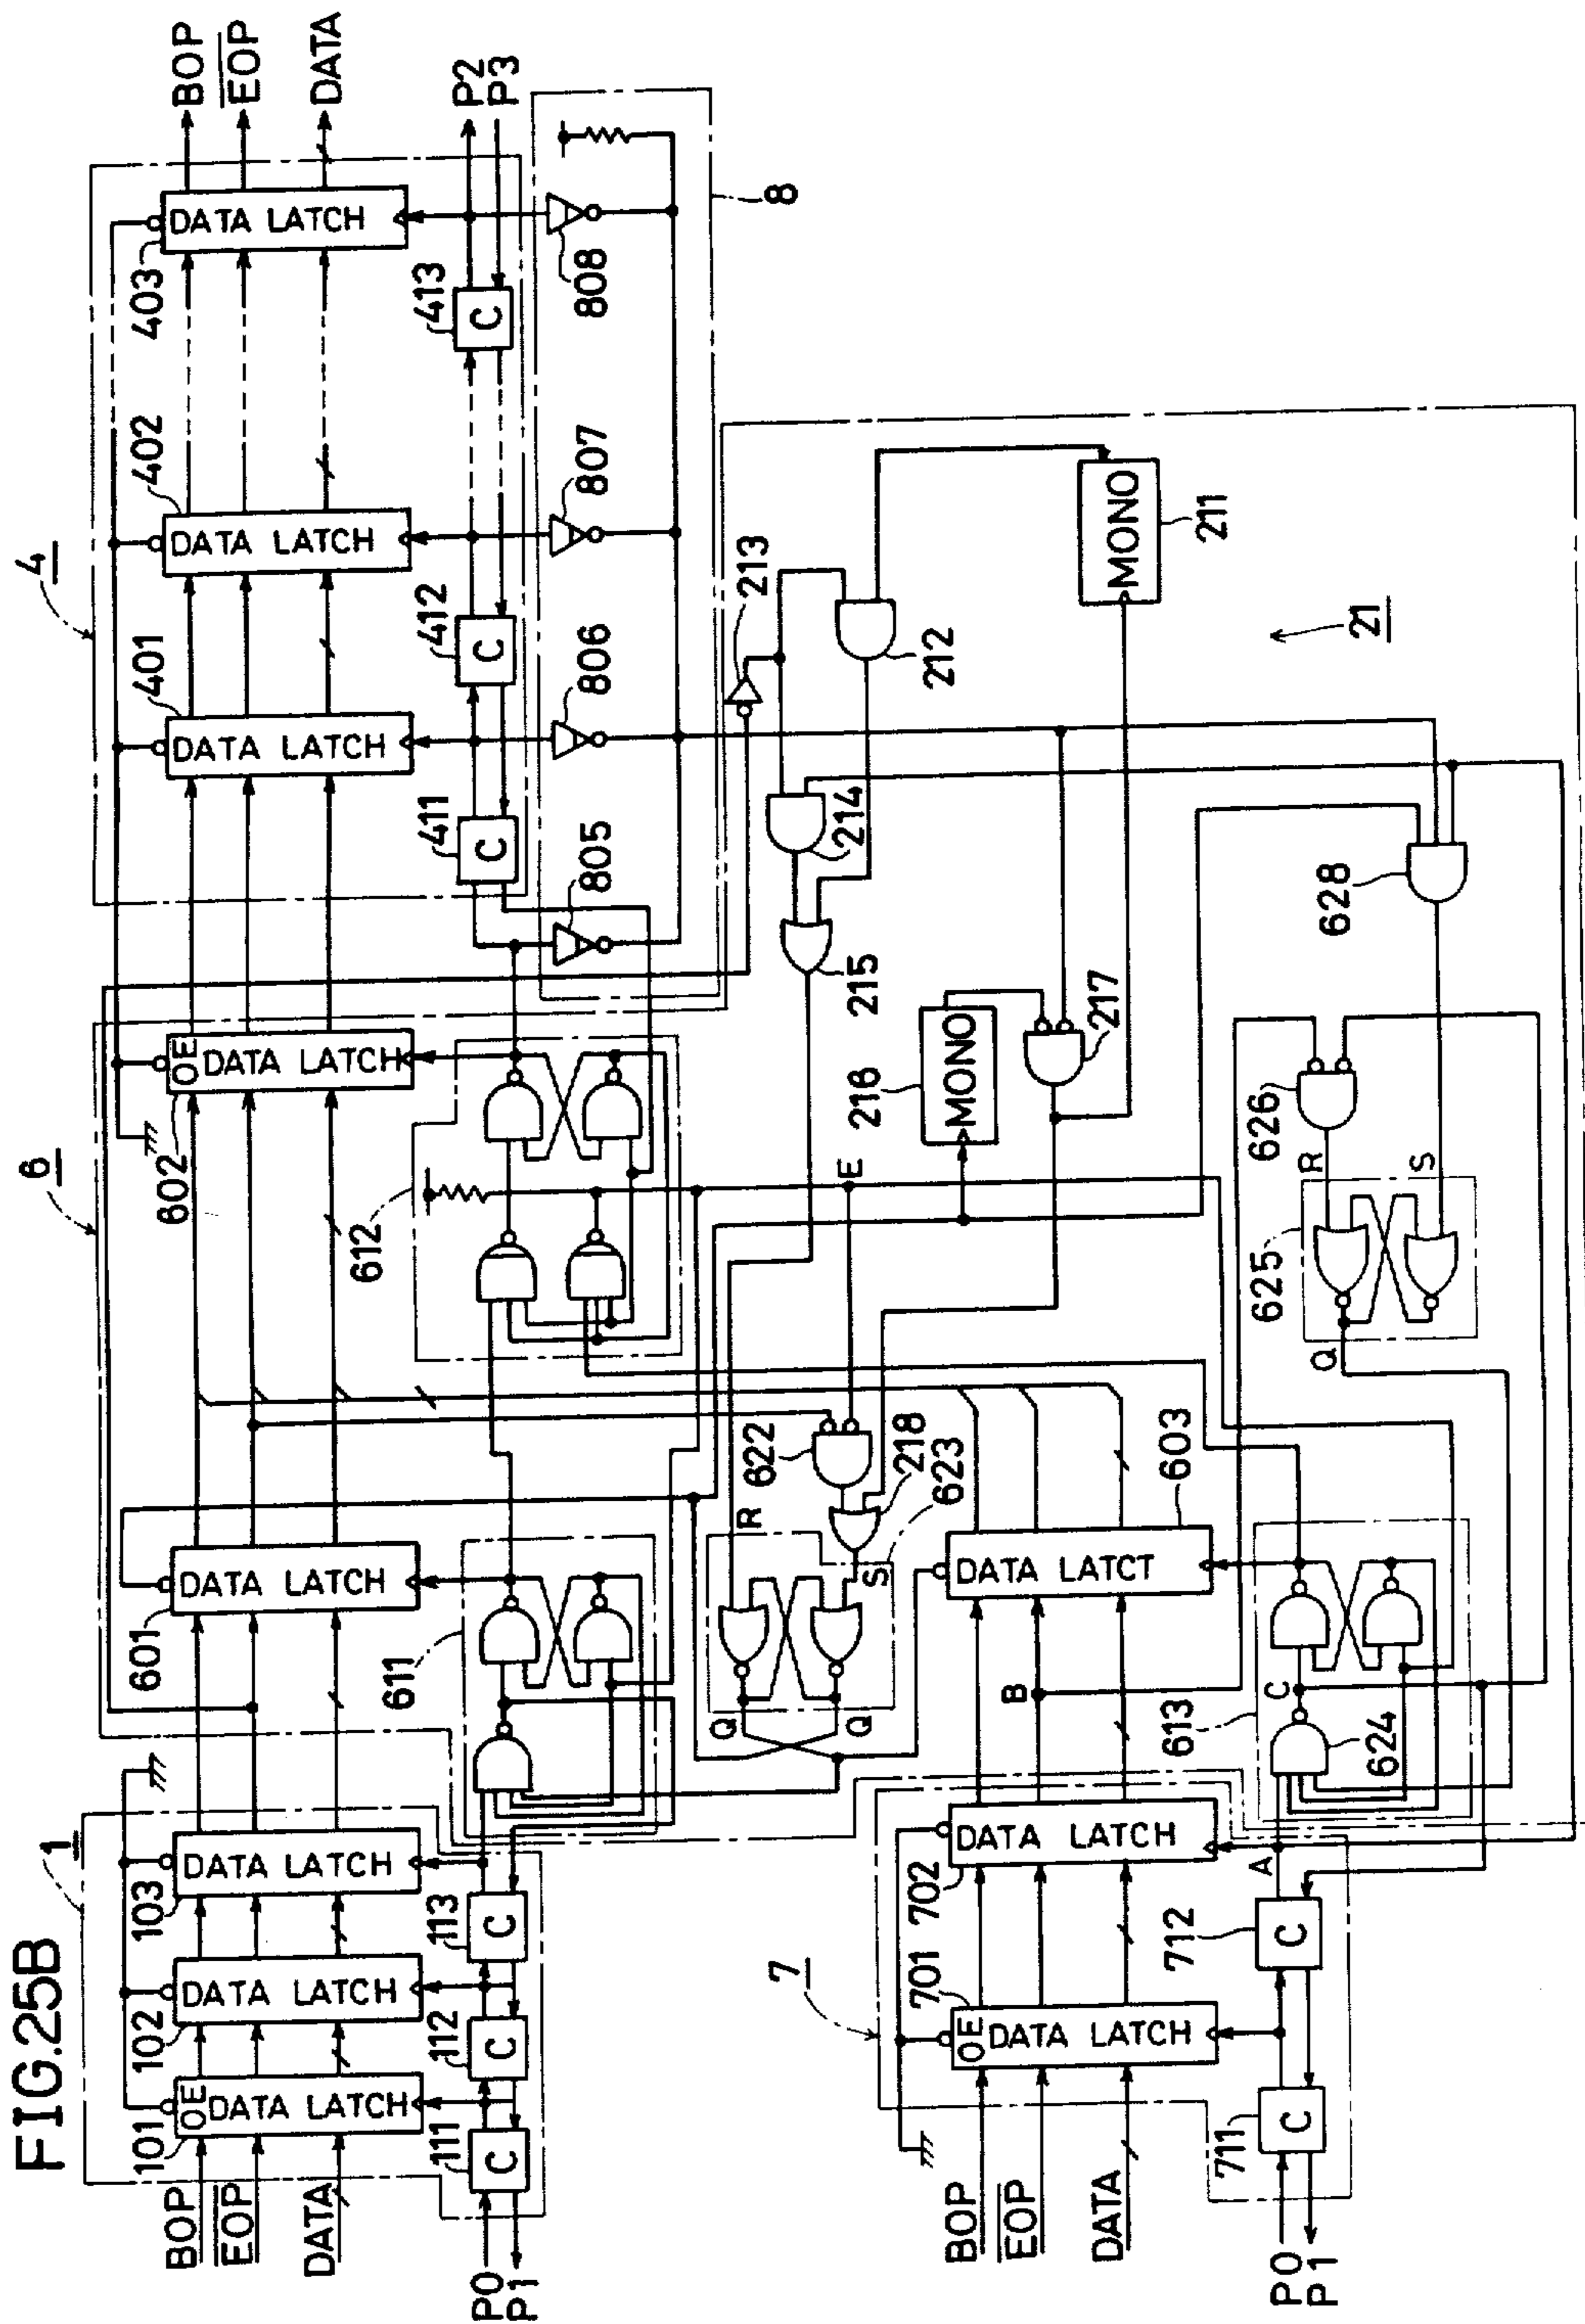 FIG.25B
1
6
4
BOP
EOP
DATA
101
OE
DATA LATCH
102
DATA LATCH
103
DATA LATCH
601
DATA LATCH
602
OE
DATA LATCH
401
DATA LATCH
402
DATA LATCH
403
DATA LATCH
BOP
EOP
DATA
P0
P1
111
C
112
C
113
C
611
612
411
C
412
C
413
C
P2
P3
805
806
807
808
8
213
R
Q
Q
S
622
218
623
E
215
214
212
216
MONO
217
MONO
211
21
7
BOP
EOP
DATA
701
OE
DATA LATCH
702
DATA LATCH
B
DATA LATCT
603
P0
P1
711
C
712
C
A
613
C
624
Q
625
R
S
626
628